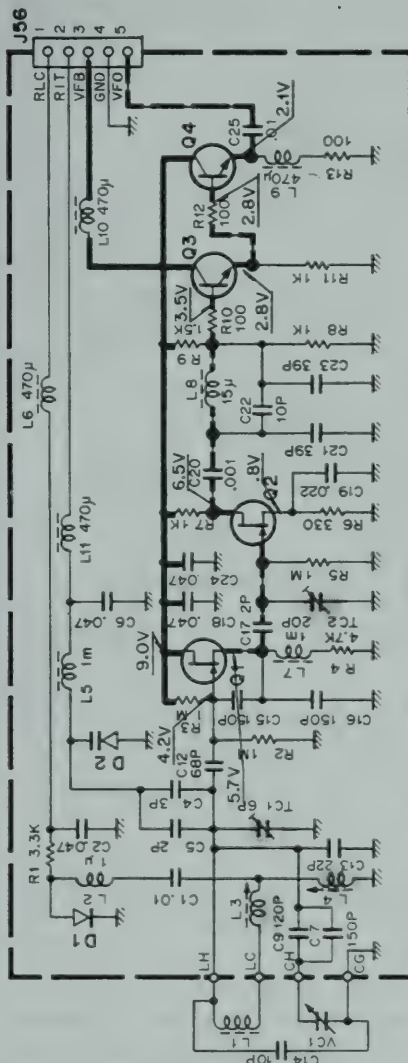 J56
1
2
3
4
5
RLC
RIT
VFB
GND
VFO
L6 470μ
L11 470μ
L10 470μ
L5 1m
C6 .047
D2
R1 3.3K
C2 .047
L2 1μ
D1
C1 .01
C4 3P
C5 2P
C12 68P
TC1 6P
4.2V
9.0V
5.7V
R3 1M
R2 1M
C15 150P
C16 150P
Q1
C18 .047
C24 .047
C17 2P
L7 1m
R4 4.7K
TC2 20P
R5 1M
R7 1K
6.5V
C20 .001
Q2
.8V
R6 330
C19 .022
L8 15μ
C22 10P
C21 39P
C23 39P
R9 1.5K
R8 1K
3.5V
R10 100
Q3
2.8V
R11 1K
R12 100
2.8V
Q4
2.1V
C25 .01
L9 470μ
R13 100
L3
L4
C13 22P
C9 120P
C7 150P
LH
LC
CH
CG
L1
VC1
C14 10P